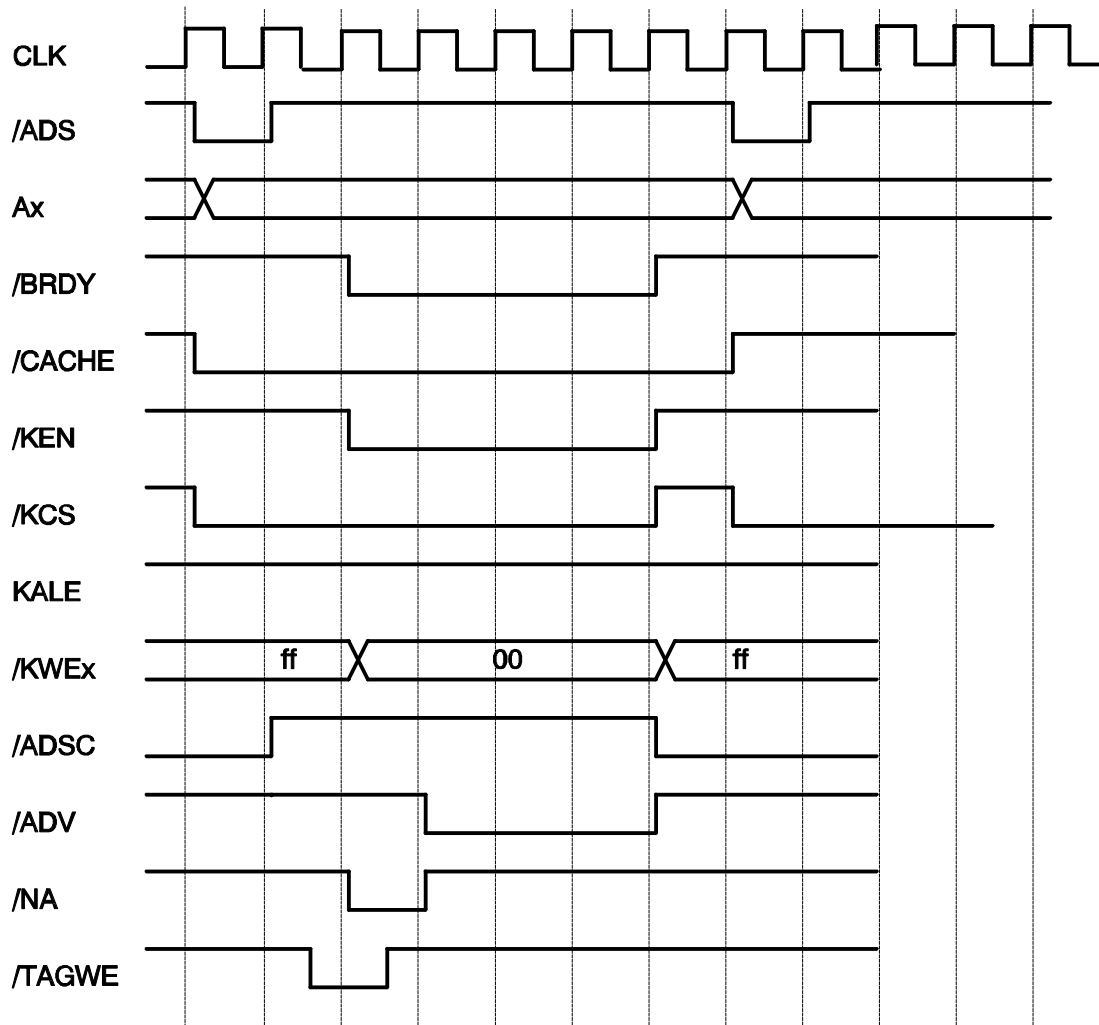 CLK
/ADS
Ax
/BRDY
/CACHE
/KEN
/KCS
KALE
/KWEx ff 00 ff
/ADSC
/ADV
/NA
/TAGWE